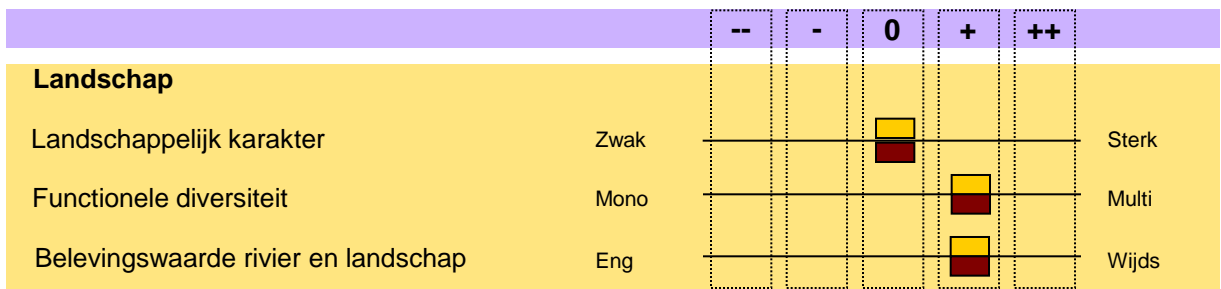 -- - 0 + ++
Landschap
Landschappelijk karakter Zwak Sterk
Functionele diversiteit Mono Multi
Belevingswaarde rivier en landschap Eng Wijds